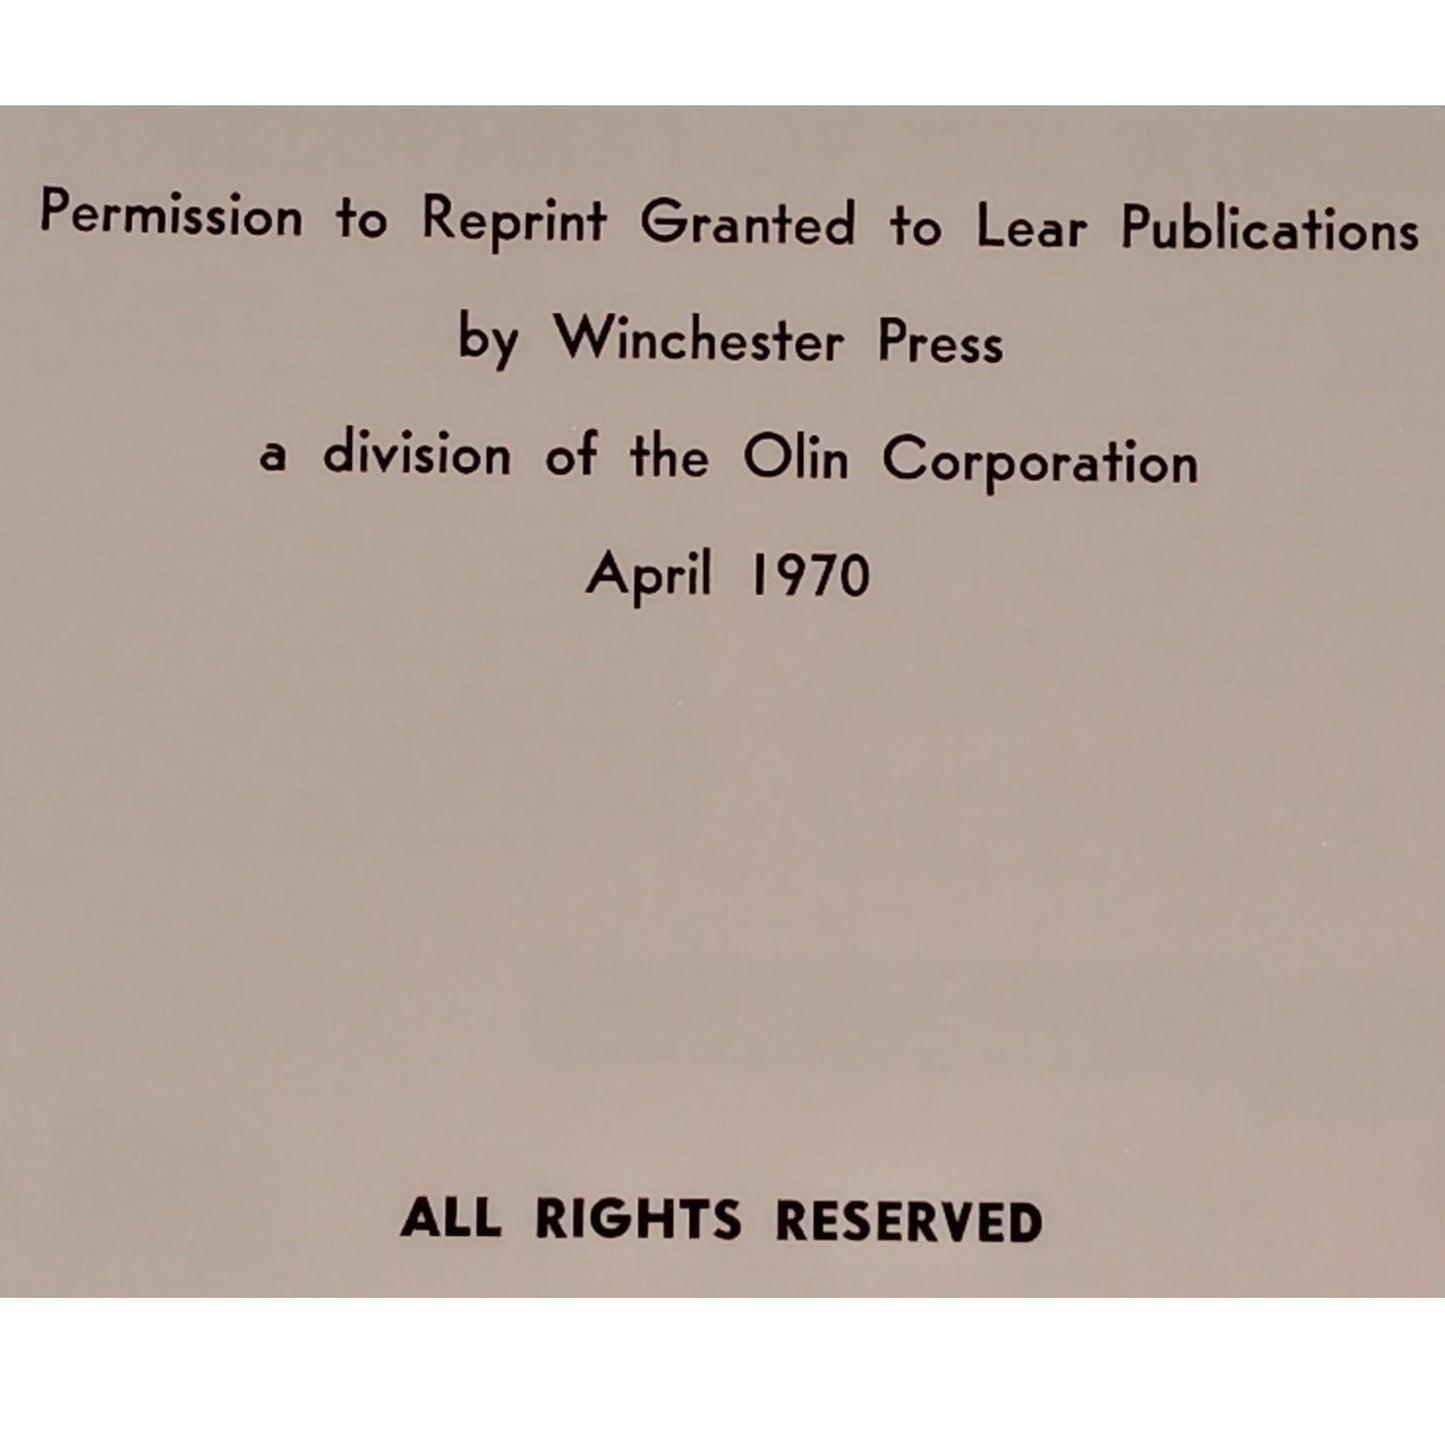 Permission to Reprint Granted to Lear Publications
by Winchester Press
a division of the Olin Corporation
April 1970
ALL RIGHTS RESERVED